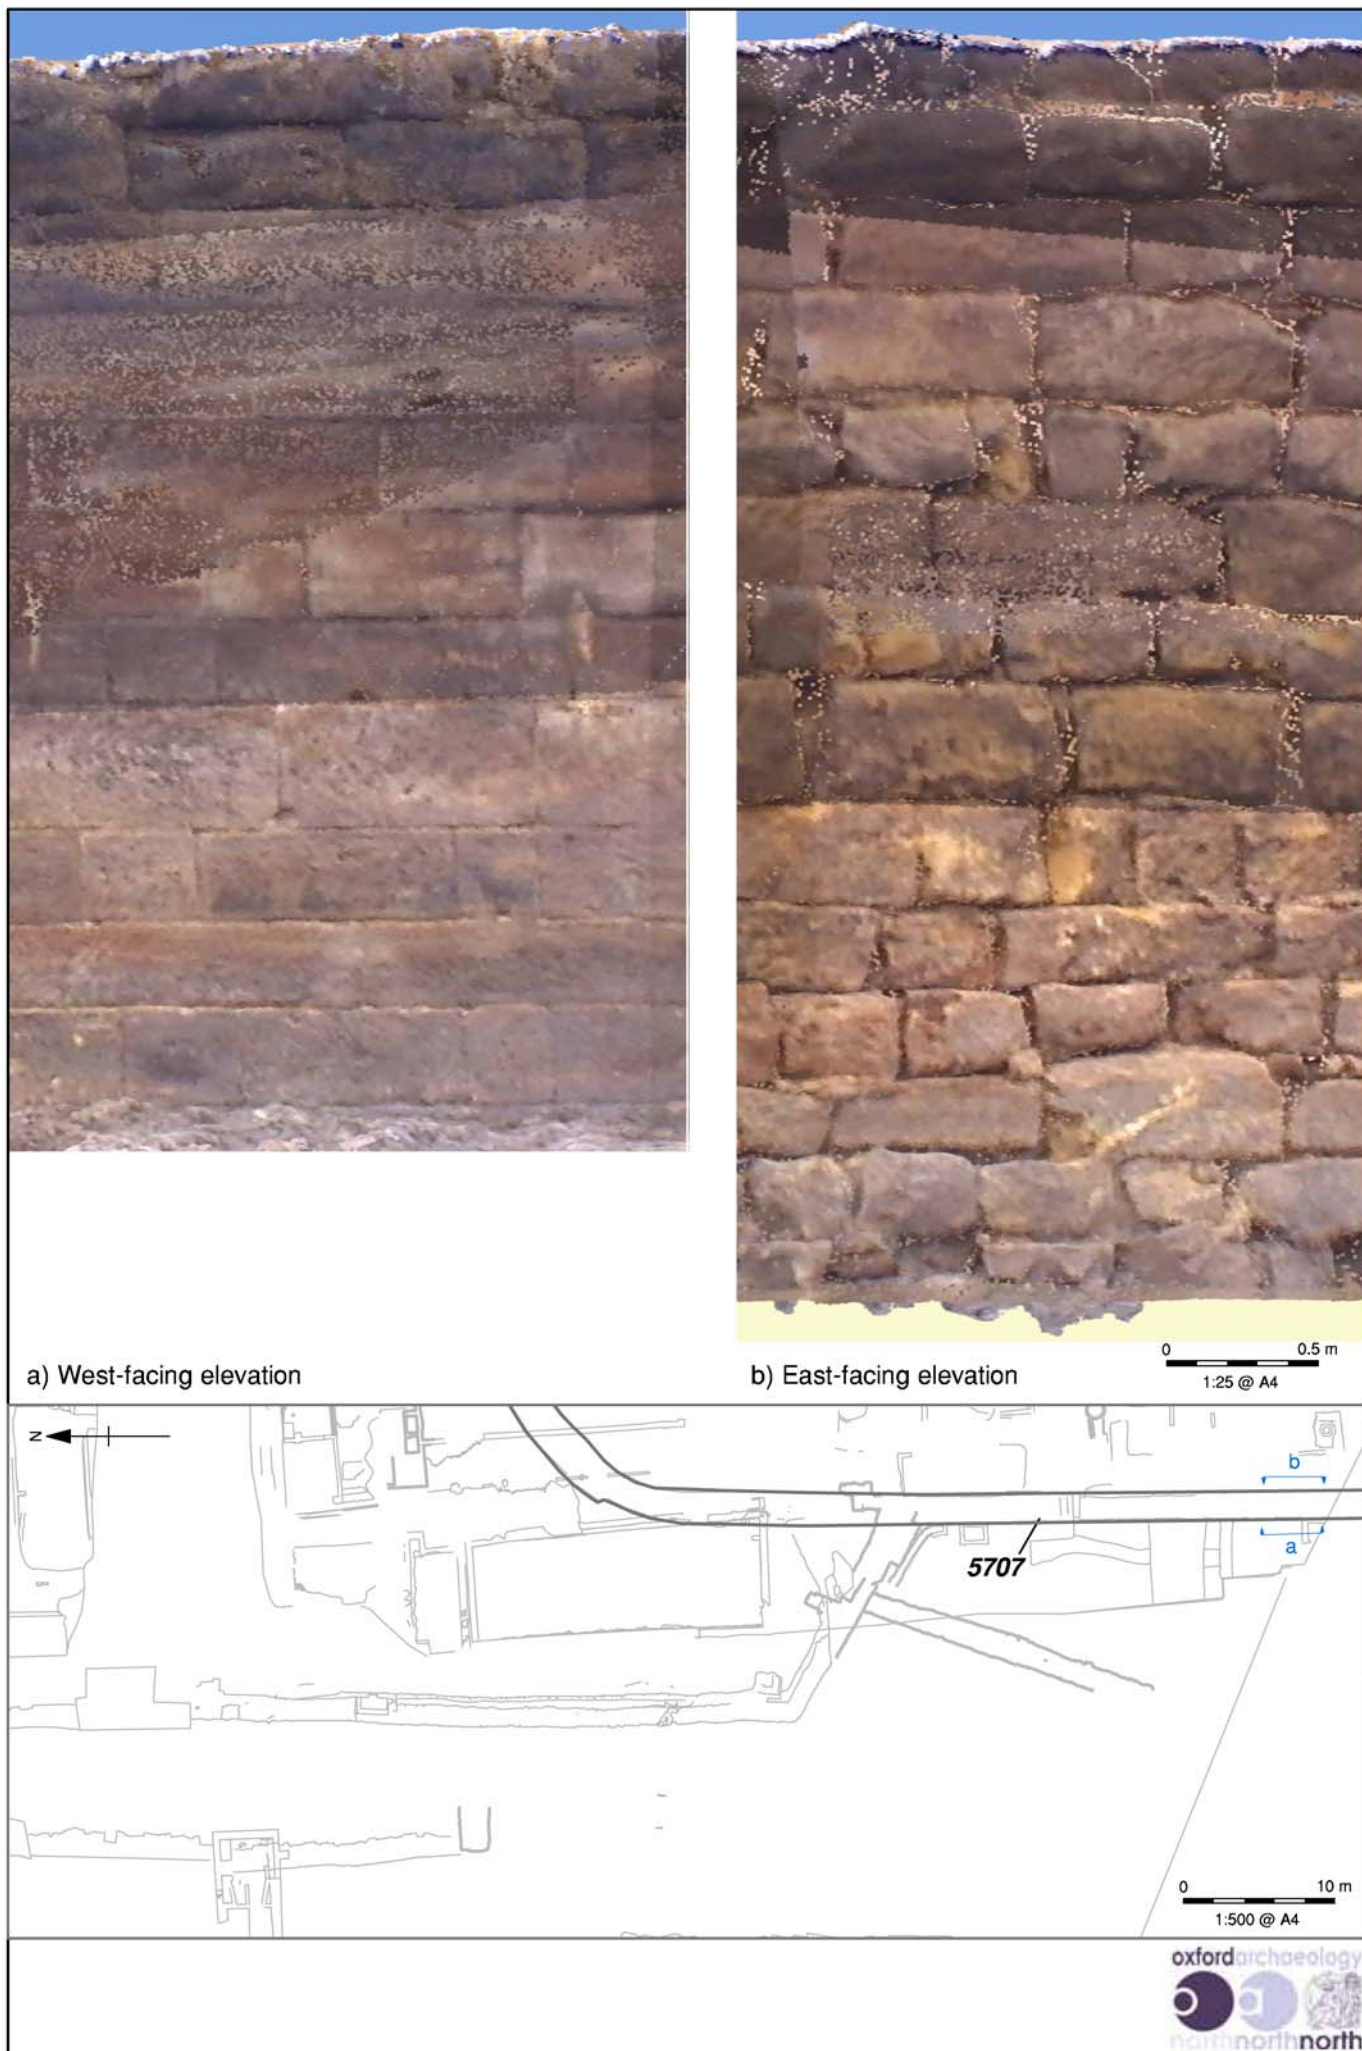 a) West-facing elevation
b) East-facing elevation
0 0.5 m
1:25 @ A4
N
b
5707
a
0 10 m
1:500 @ A4
oxfordarchaeology
northnorthnorth